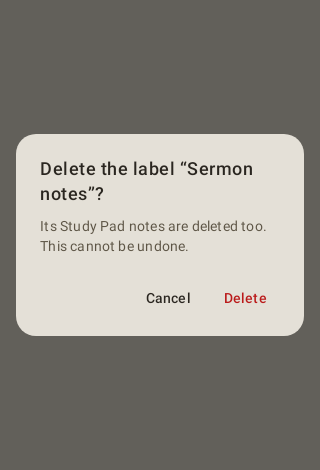 Delete the label “Sermon
notes”?
Its Study Pad notes are deleted too.
This cannot be undone.
Cancel
Delete